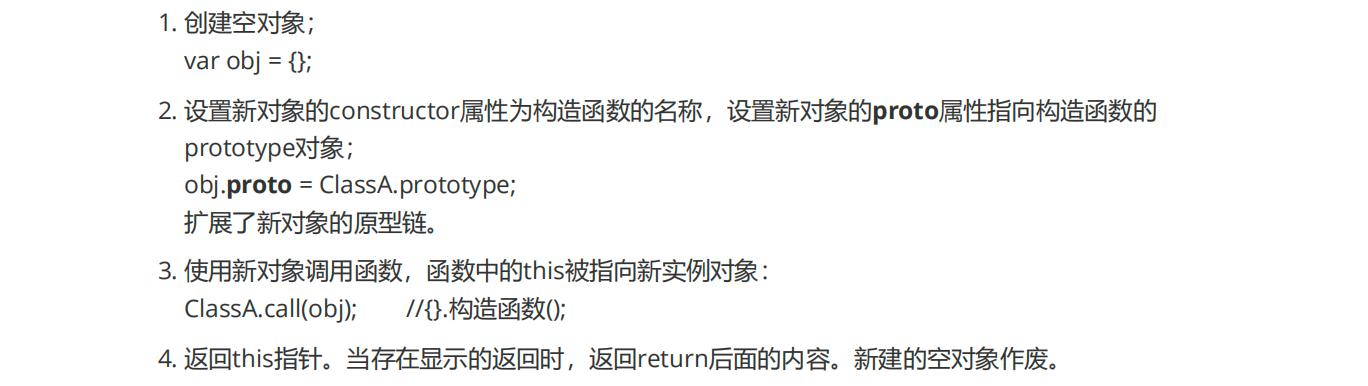 1. 创建空对象；
var obj = {};
2. 设置新对象的constructor属性为构造函数的名称，设置新对象的proto属性指向构造函数的
prototype对象；
obj.proto = ClassA.prototype;
扩展了新对象的原型链。
3. 使用新对象调用函数，函数中的this被指向新实例对象：
ClassA.call(obj);　　//{}.构造函数();
4. 返回this指针。当存在显示的返回时，返回return后面的内容。新建的空对象作废。